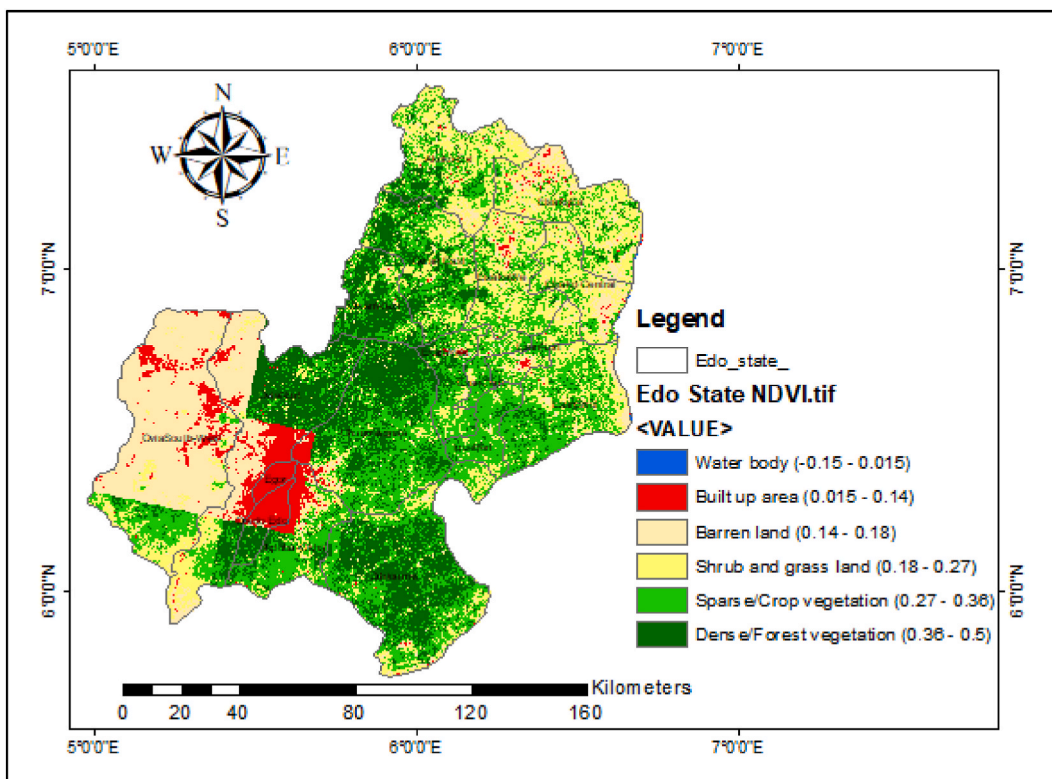 5°0'0"E 6°0'0"E 7°0'0"E
N
W E
S
7°0'0"N 7°0'0"N
Legend
Edo_state_
Edo State NDVI.tif
<VALUE>
Water body (-0.15 - 0.015)
Built up area (0.015 - 0.14)
Barren land (0.14 - 0.18)
Shrub and grass land (0.18 - 0.27)
Sparse/Crop vegetation (0.27 - 0.36)
Dense/Forest vegetation (0.36 - 0.5)
6°0'0"N 6°0'0"N
Kilometers
0 20 40 80 120 160
5°0'0"E 6°0'0"E 7°0'0"E